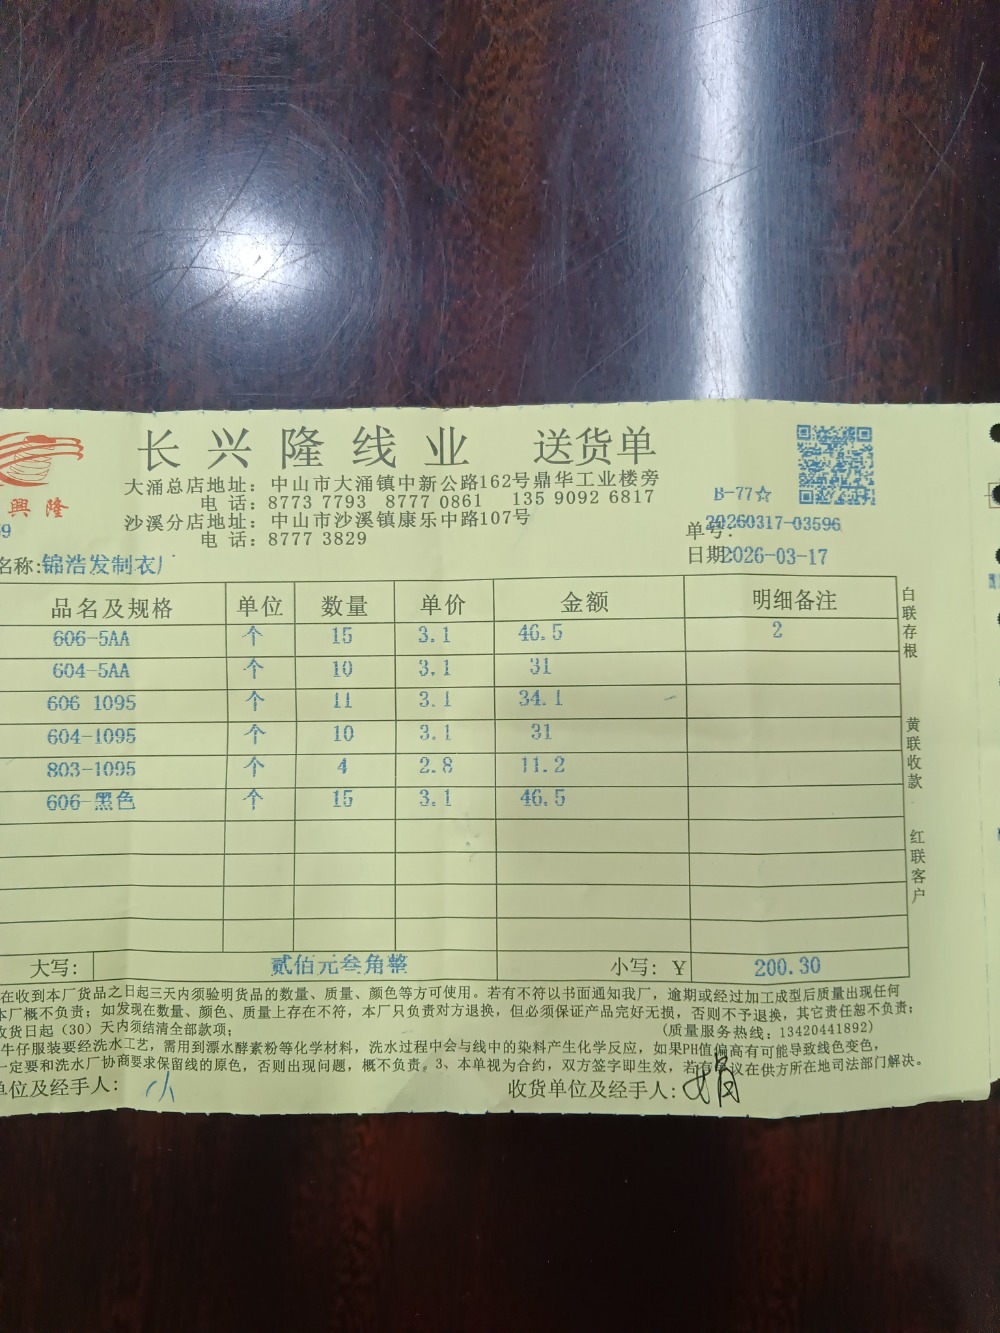 長興隆线业 送货单
興隆
大涌总店地址：中山市大涌镇中新公路162号鼎华工业楼旁
电 话：8773 7793 8777 0861 135 9092 6817
沙溪分店地址：中山市沙溪镇康乐中路107号
电 话：8777 3829
B-77☆
单号：20260317-03596
日期2026-03-17
9
名称:锦浩发制衣厂
品名及规格 单位 数量 单价 金额 明细备注
606-5AA 个 15 3.1 46.5 2
604-5AA 个 10 3.1 31
606 1095 个 11 3.1 34.1
604-1095 个 10 3.1 31
803-1095 个 4 2.8 11.2
606-黑色 个 15 3.1 46.5
大写: 贰佰元叁角整 小写: ￥ 200.30
白联存根
黄联收款
红联客户
在收到本厂货品之日起三天内须验明货品的数量、质量、颜色等方可使用。若有不符以书面通知我厂，逾期或经过加工成型后质量出现任何
本厂概不负责；如发现在数量、颜色、质量上存在不符，本厂只负责对方退换，但必须保证产品完好无损，否则不予退换，其它责任恕不负责；
收货日起（30）天内须结清全部款项； (质量服务热线：13420441892)
牛仔服装要经洗水工艺，需用到漂水酵素粉等化学材料，洗水过程中会与线中的染料产生化学反应，如果PH值偏高有可能导致线色变色，
一定要和洗水厂协商要求保留线的原色，否则出现问题，概不负责。3、本单视为合约，双方签字即生效，若有争议在供方所在地司法部门解决。
单位及经手人： 收货单位及经手人: